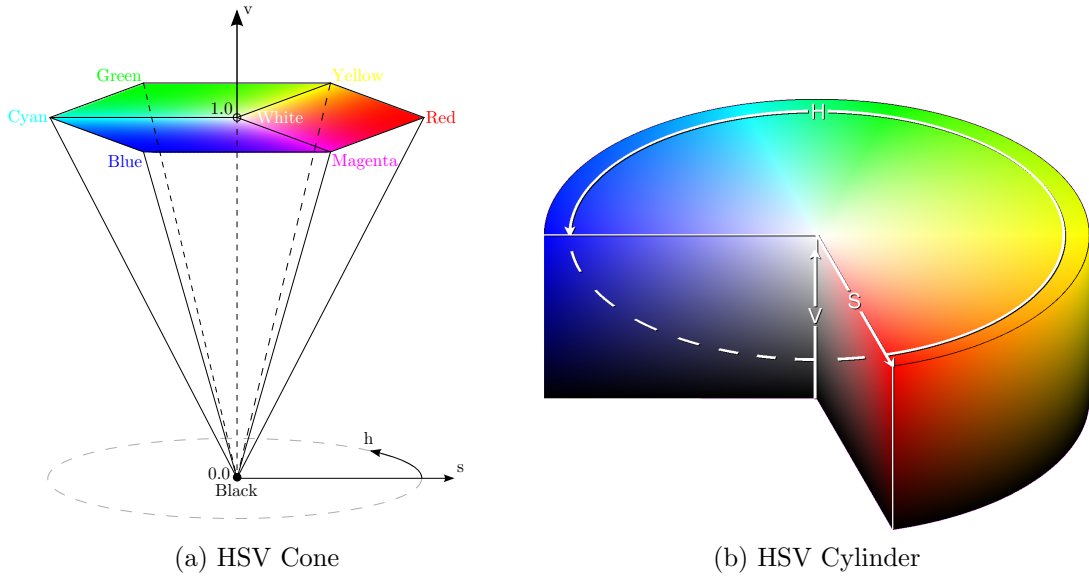 v
Green
Yellow
1.0
Cyan
White
Red
Blue
Magenta
h
0.0
s
Black
(a) HSV Cone
H
S
V
(b) HSV Cylinder